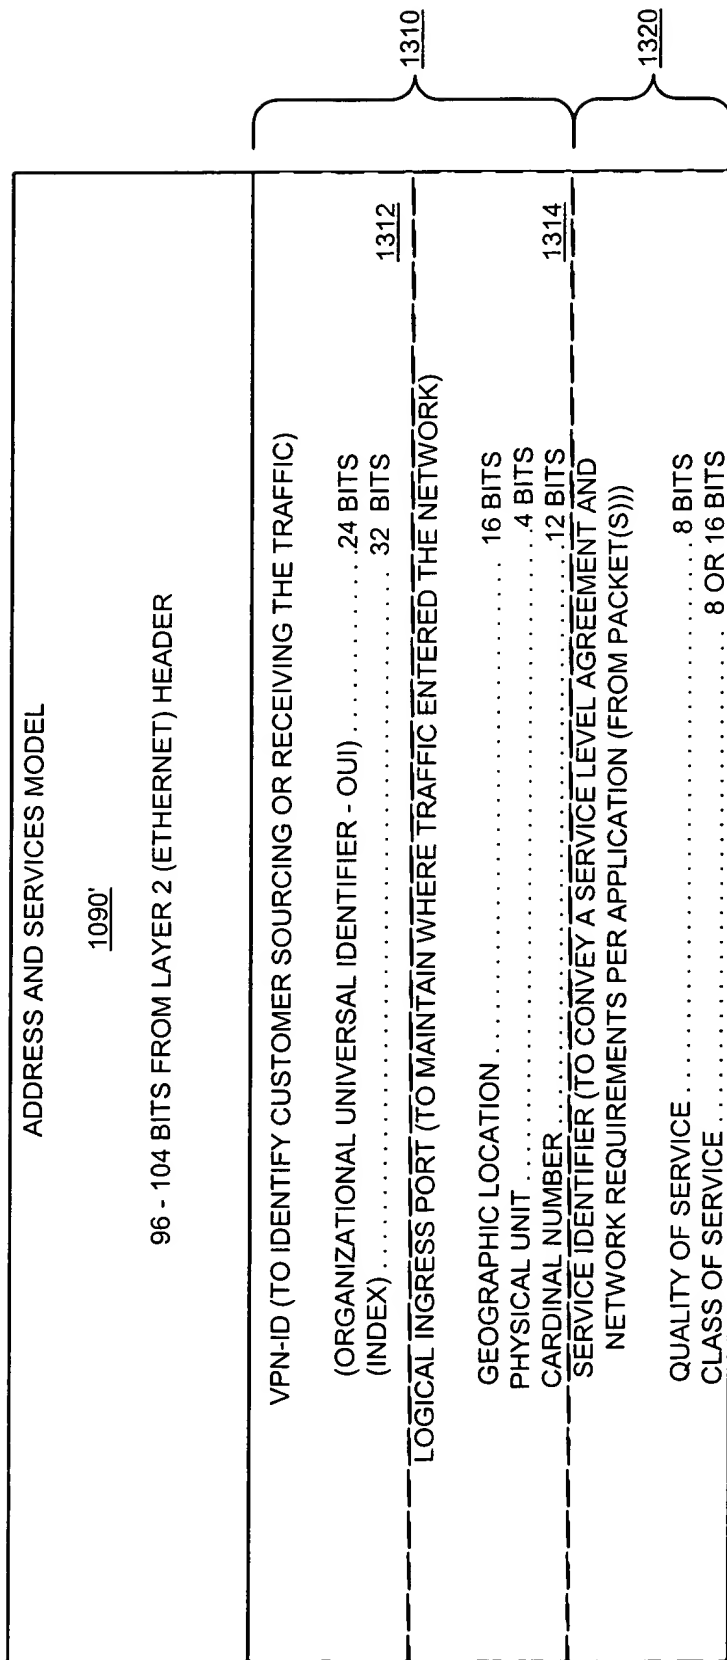 ADDRESS AND SERVICES MODEL
1090'
96 - 104 BITS FROM LAYER 2 (ETHERNET) HEADER
VPN-ID (TO IDENTIFY CUSTOMER SOURCING OR RECEIVING THE TRAFFIC)
(ORGANIZATIONAL UNIVERSAL IDENTIFIER - OUI) ..................... 24 BITS
(INDEX) .................................................. 32 BITS
1312
LOGICAL INGRESS PORT (TO MAINTAIN WHERE TRAFFIC ENTERED THE NETWORK)
GEOGRAPHIC LOCATION ........................................ 16 BITS
PHYSICAL UNIT .................................................. 4 BITS
CARDINAL NUMBER .............................................. 12 BITS
1314
1310
SERVICE IDENTIFIER (TO CONVEY A SERVICE LEVEL AGREEMENT AND
NETWORK REQUIREMENTS PER APPLICATION (FROM PACKET(S)))
QUALITY OF SERVICE ............................................ 8 BITS
CLASS OF SERVICE ........................................ 8 OR 16 BITS
1320